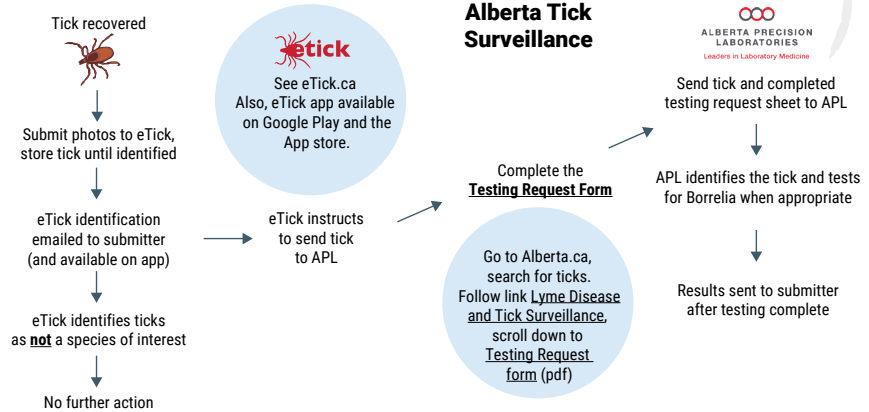 Alberta Tick
Surveillance
Tick recovered
Submit photos to eTick,
store tick until identified
eTick identification
emailed to submitter
(and available on app)
eTick identifies ticks
as not a species of interest
No further action
etick
See eTick.ca
Also, eTick app available
on Google Play and the
App store.
eTick instructs
to send tick
to APL
Complete the
Testing Request Form
Go to Alberta.ca,
search for ticks.
Follow link Lyme Disease
and Tick Surveillance,
scroll down to
Testing Request
form (pdf)
ALBERTA PRECISION
LABORATORIES
Leaders in Laboratory Medicine
Send tick and completed
testing request sheet to APL
APL identifies the tick and tests
for Borrelia when appropriate
Results sent to submitter
after testing complete